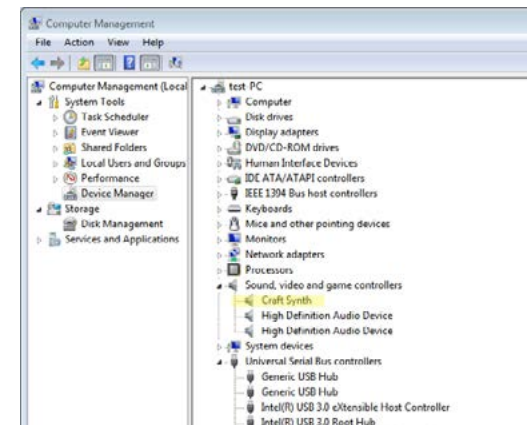 Computer Management
File Action View Help
Computer Management (Local
System Tools
Task Scheduler
Event Viewer
Shared Folders
Local Users and Groups
Performance
Device Manager
Storage
Disk Management
Services and Applications
test-PC
Computer
Disk drives
Display adapters
DVD/CD-ROM drives
Human Interface Devices
IDE ATA/ATAPI controllers
IEEE 1394 Bus host controllers
Keyboards
Mice and other pointing devices
Monitors
Network adapters
Processors
Sound, video and game controllers
Craft Synth
High Definition Audio Device
High Definition Audio Device
System devices
Universal Serial Bus controllers
Generic USB Hub
Generic USB Hub
Intel(R) USB 3.0 eXtensible Host Controller
Intel(R) USB 3.0 Root Hub